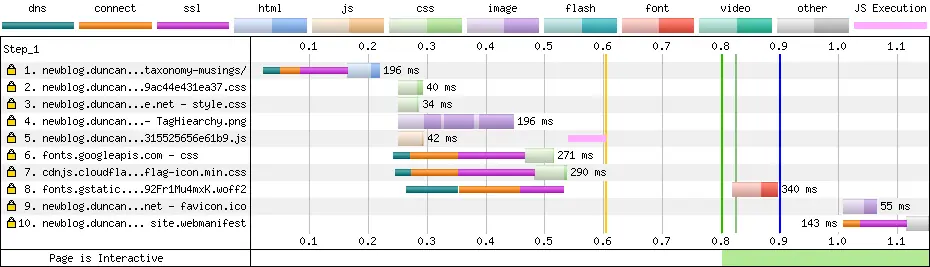 dns connect ssl html js css image flash font video other JS Execution
Step_1 0.1 0.2 0.3 0.4 0.5 0.6 0.7 0.8 0.9 1.0 1.1
1. newblog.duncan...taxonomy-musings/ 196 ms
2. newblog.duncan...9ac44e431ea37.css 40 ms
3. newblog.duncan...e.net - style.css 34 ms
4. newblog.duncan...- TagHiearchy.png 196 ms
5. newblog.duncan...315525656e61b9.js 42 ms
6. fonts.googleapis.com - css 271 ms
7. cdnjs.cloudfla...flag-icon.min.css 290 ms
8. fonts.gstatic....92Fr1Mu4mxK.woff2 340 ms
9. newblog.duncan...net - favicon.ico 55 ms
10. newblog.duncan... site.webmanifest 143 ms
0.1 0.2 0.3 0.4 0.5 0.6 0.7 0.8 0.9 1.0 1.1
Page is Interactive